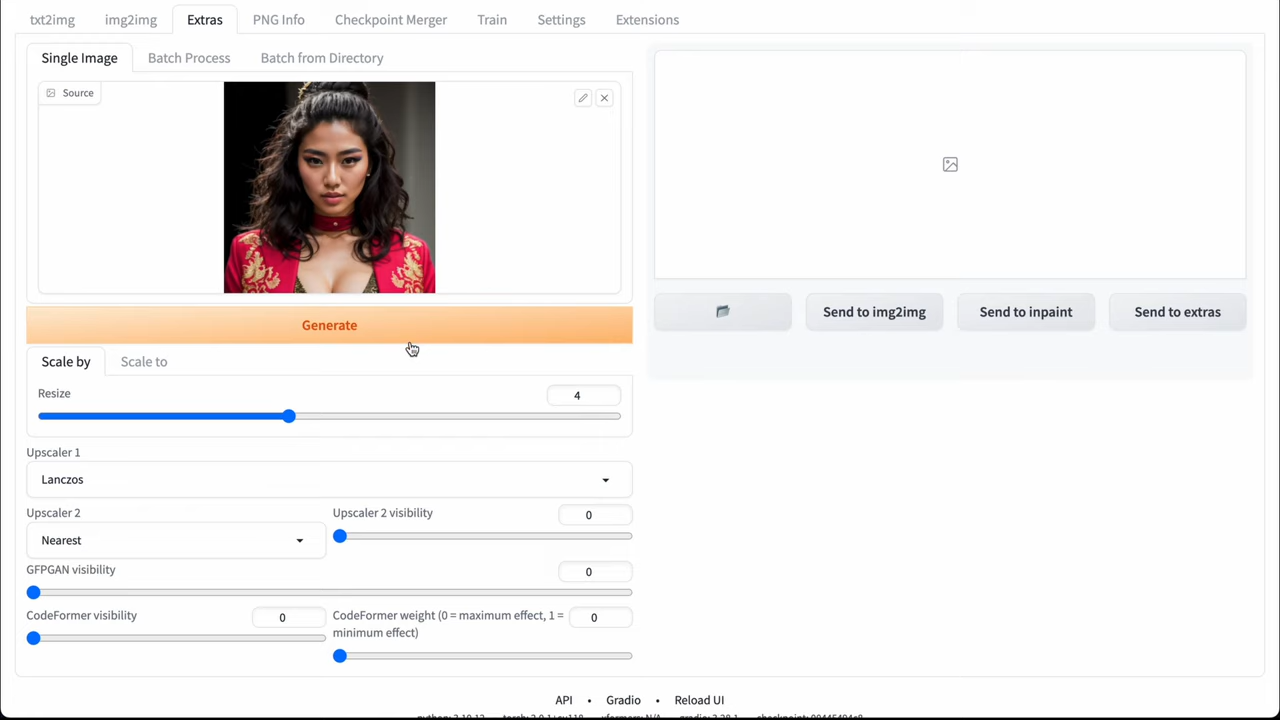 txt2img img2img Extras PNG Info Checkpoint Merger Train Settings Extensions
Single Image Batch Process Batch from Directory
Source
Generate
Send to img2img Send to inpaint Send to extras
Scale by Scale to
Resize 4
Upscaler 1
Lanczos
Upscaler 2 Upscaler 2 visibility 0
Nearest
GFPGAN visibility 0
CodeFormer visibility 0 CodeFormer weight (0 = maximum effect, 1 = 0
minimum effect)
API • Gradio • Reload UI